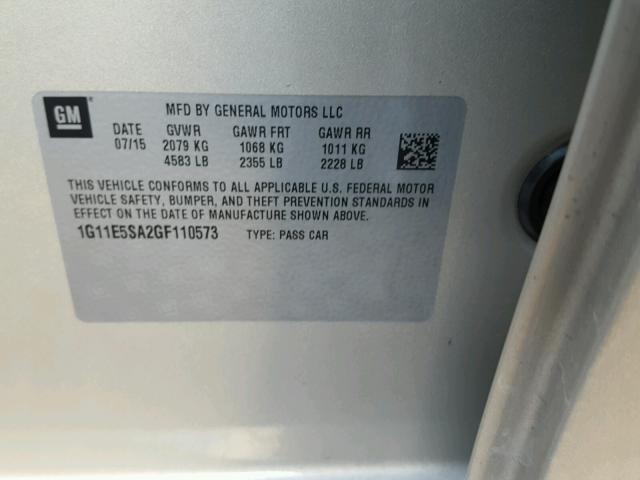 GM ®
MFD BY GENERAL MOTORS LLC
DATE GVWR GAWR FRT GAWR RR
07/15 2079 KG 1068 KG 1011 KG
4583 LB 2355 LB 2228 LB
THIS VEHICLE CONFORMS TO ALL APPLICABLE U.S. FEDERAL MOTOR
VEHICLE SAFETY, BUMPER, AND THEFT PREVENTION STANDARDS IN
EFFECT ON THE DATE OF MANUFACTURE SHOWN ABOVE.
1G11E5SA2GF110573 TYPE: PASS CAR